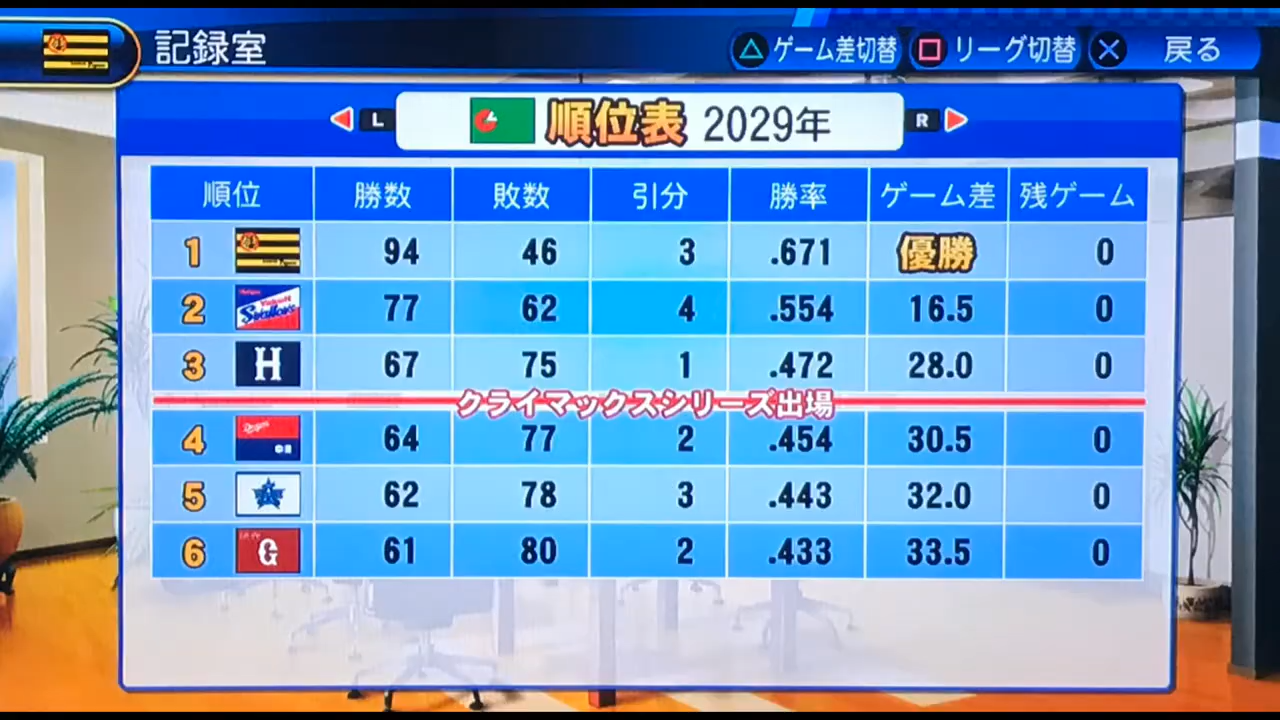 記録室
ゲーム差切替 リーグ切替 戻る
L 順位表 2029年 R
順位 勝数 敗数 引分 勝率 ゲーム差 残ゲーム
1 94 46 3 .671 優勝 0
2 Swallows 77 62 4 .554 16.5 0
3 H 67 75 1 .472 28.0 0
クライマックスシリーズ出場
4 Dragons 中日 64 77 2 .454 30.5 0
5 62 78 3 .443 32.0 0
6 G 61 80 2 .433 33.5 0